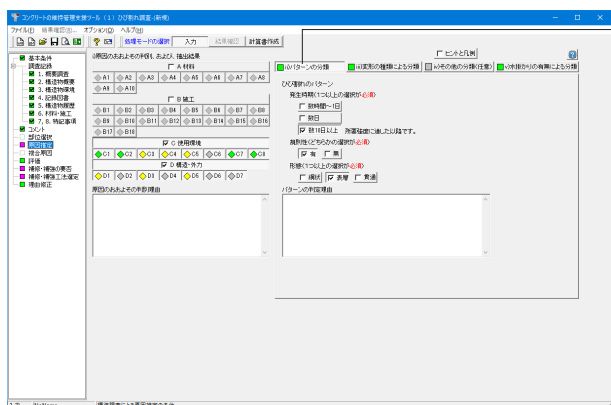 コンクリートの維持管理支援ツール（１）ひび割れ調査-(新規)
ファイル(F) 結果確認(出... オプション(O) ヘルプ(H)
処理モードの選択 入力 結果確認 計算書作成
基本条件
調査記録
1. 概要調査
2. 構造物概要
3. 構造物環境
4. 記録図書
5. 構造物履歴
6. 材料･施工
7, 8. 特記事項
コメント
部位選択
原因推定
複合原因
評価
補修･補強の要否
補修･補強工法選定
理由修正
i)原因のおおよその判別、および、抽出結果
A 材料
A1 A2 A3 A4 A5 A6 A7 A8
A9 A10
B 施工
B1 B2 B3 B4 B5 B6 B7 B8
B9 B10 B11 B12 B13 B14 B15 B16
B17 B18
C 使用環境
C1 C2 C3 C4 C5 C6 C7 C8
D 構造・外力
D1 D2 D3 D4 D5 D6 D7
原因のおおよその判断理由
ヒントと凡例
ii)パターンの分類 iii)変形の種類による分類 iv)その他の分類(任意) v)水掛かりの有無による分類
ひび割れのパターン
発生時期(1つ以上の選択が必須)
数時間～1日
数日
数10日以上 所要強度に達した以降です。
規則性(どちらかの選択が必須)
有 無
形態(1つ以上の選択が必須)
網状 表層 貫通
パターンの判定理由
NoName